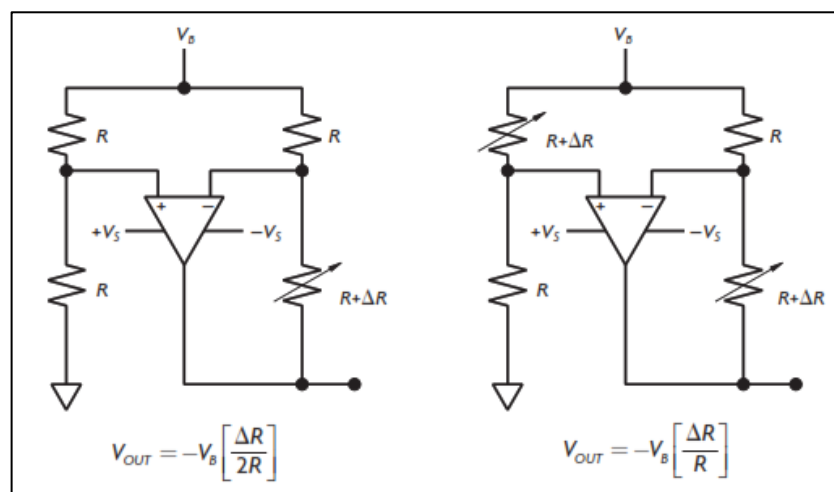 V_B
R
R
+
−
+V_S
−V_S
R
R+ΔR
V_OUT = −V_B [ΔR / 2R]
V_B
R+ΔR
R
+
−
+V_S
−V_S
R
R+ΔR
V_OUT = −V_B [ΔR / R]